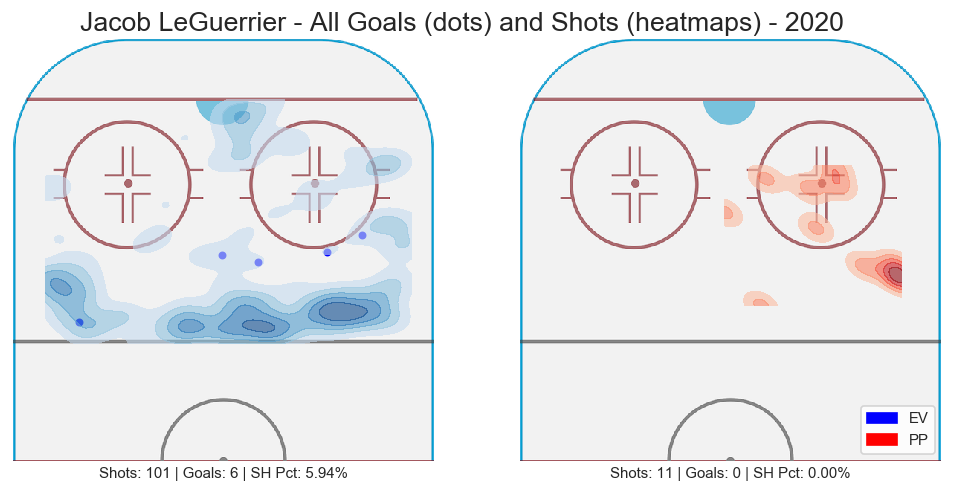 Jacob LeGuerrier - All Goals (dots) and Shots (heatmaps) - 2020
EV
PP
Shots: 101 | Goals: 6 | SH Pct: 5.94%
Shots: 11 | Goals: 0 | SH Pct: 0.00%